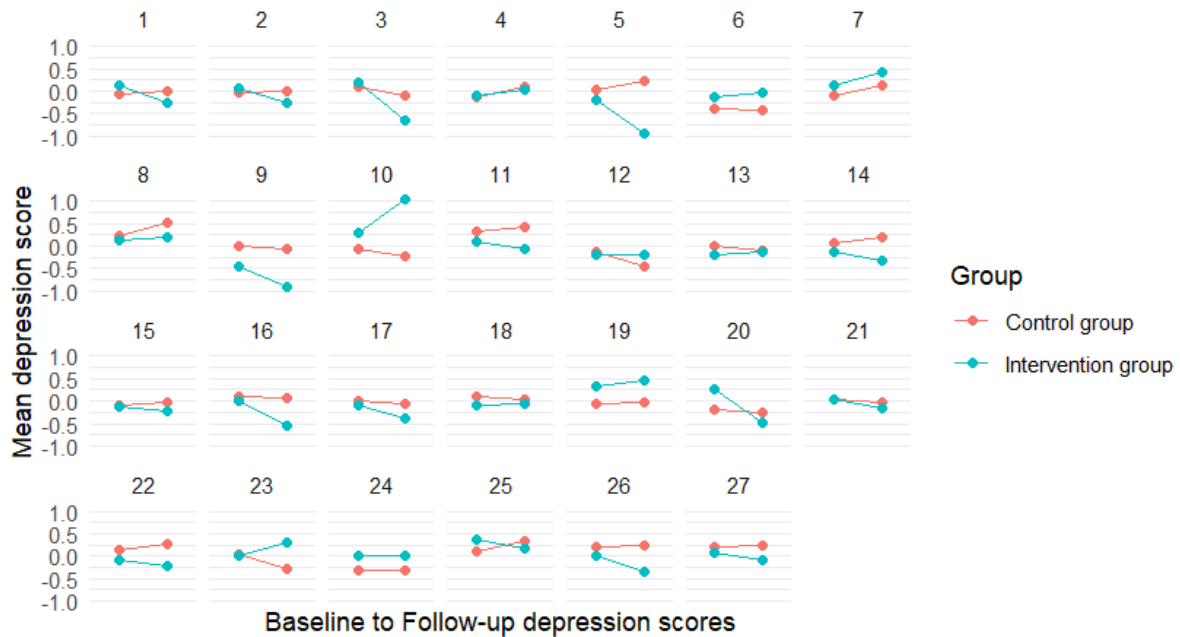 1 2 3 4 5 6 7
1.0
0.5
0.0
-0.5
-1.0
8 9 10 11 12 13 14
1.0
0.5
0.0
-0.5
-1.0
15 16 17 18 19 20 21
1.0
0.5
0.0
-0.5
-1.0
22 23 24 25 26 27
1.0
0.5
0.0
-0.5
-1.0
Mean depression score
Baseline to Follow-up depression scores
Group
Control group
Intervention group